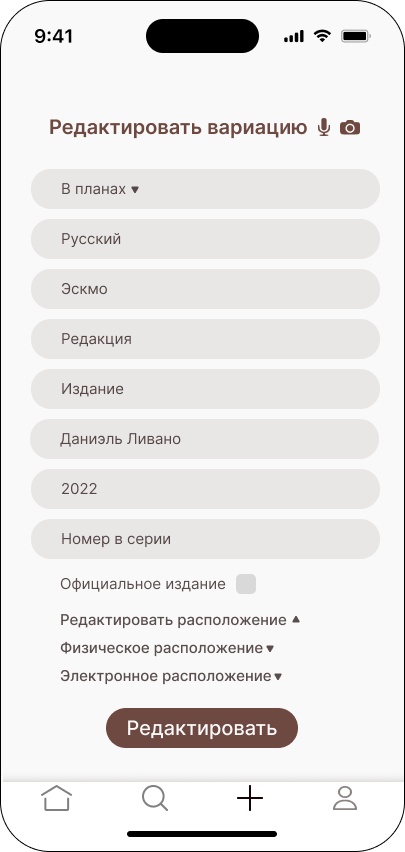 9:41
Редактировать вариацию
В планах
Русский
Эскмо
Редакция
Издание
Даниэль Ливано
2022
Номер в серии
Официальное издание
Редактировать расположение
Физическое расположение
Электронное расположение
Редактировать